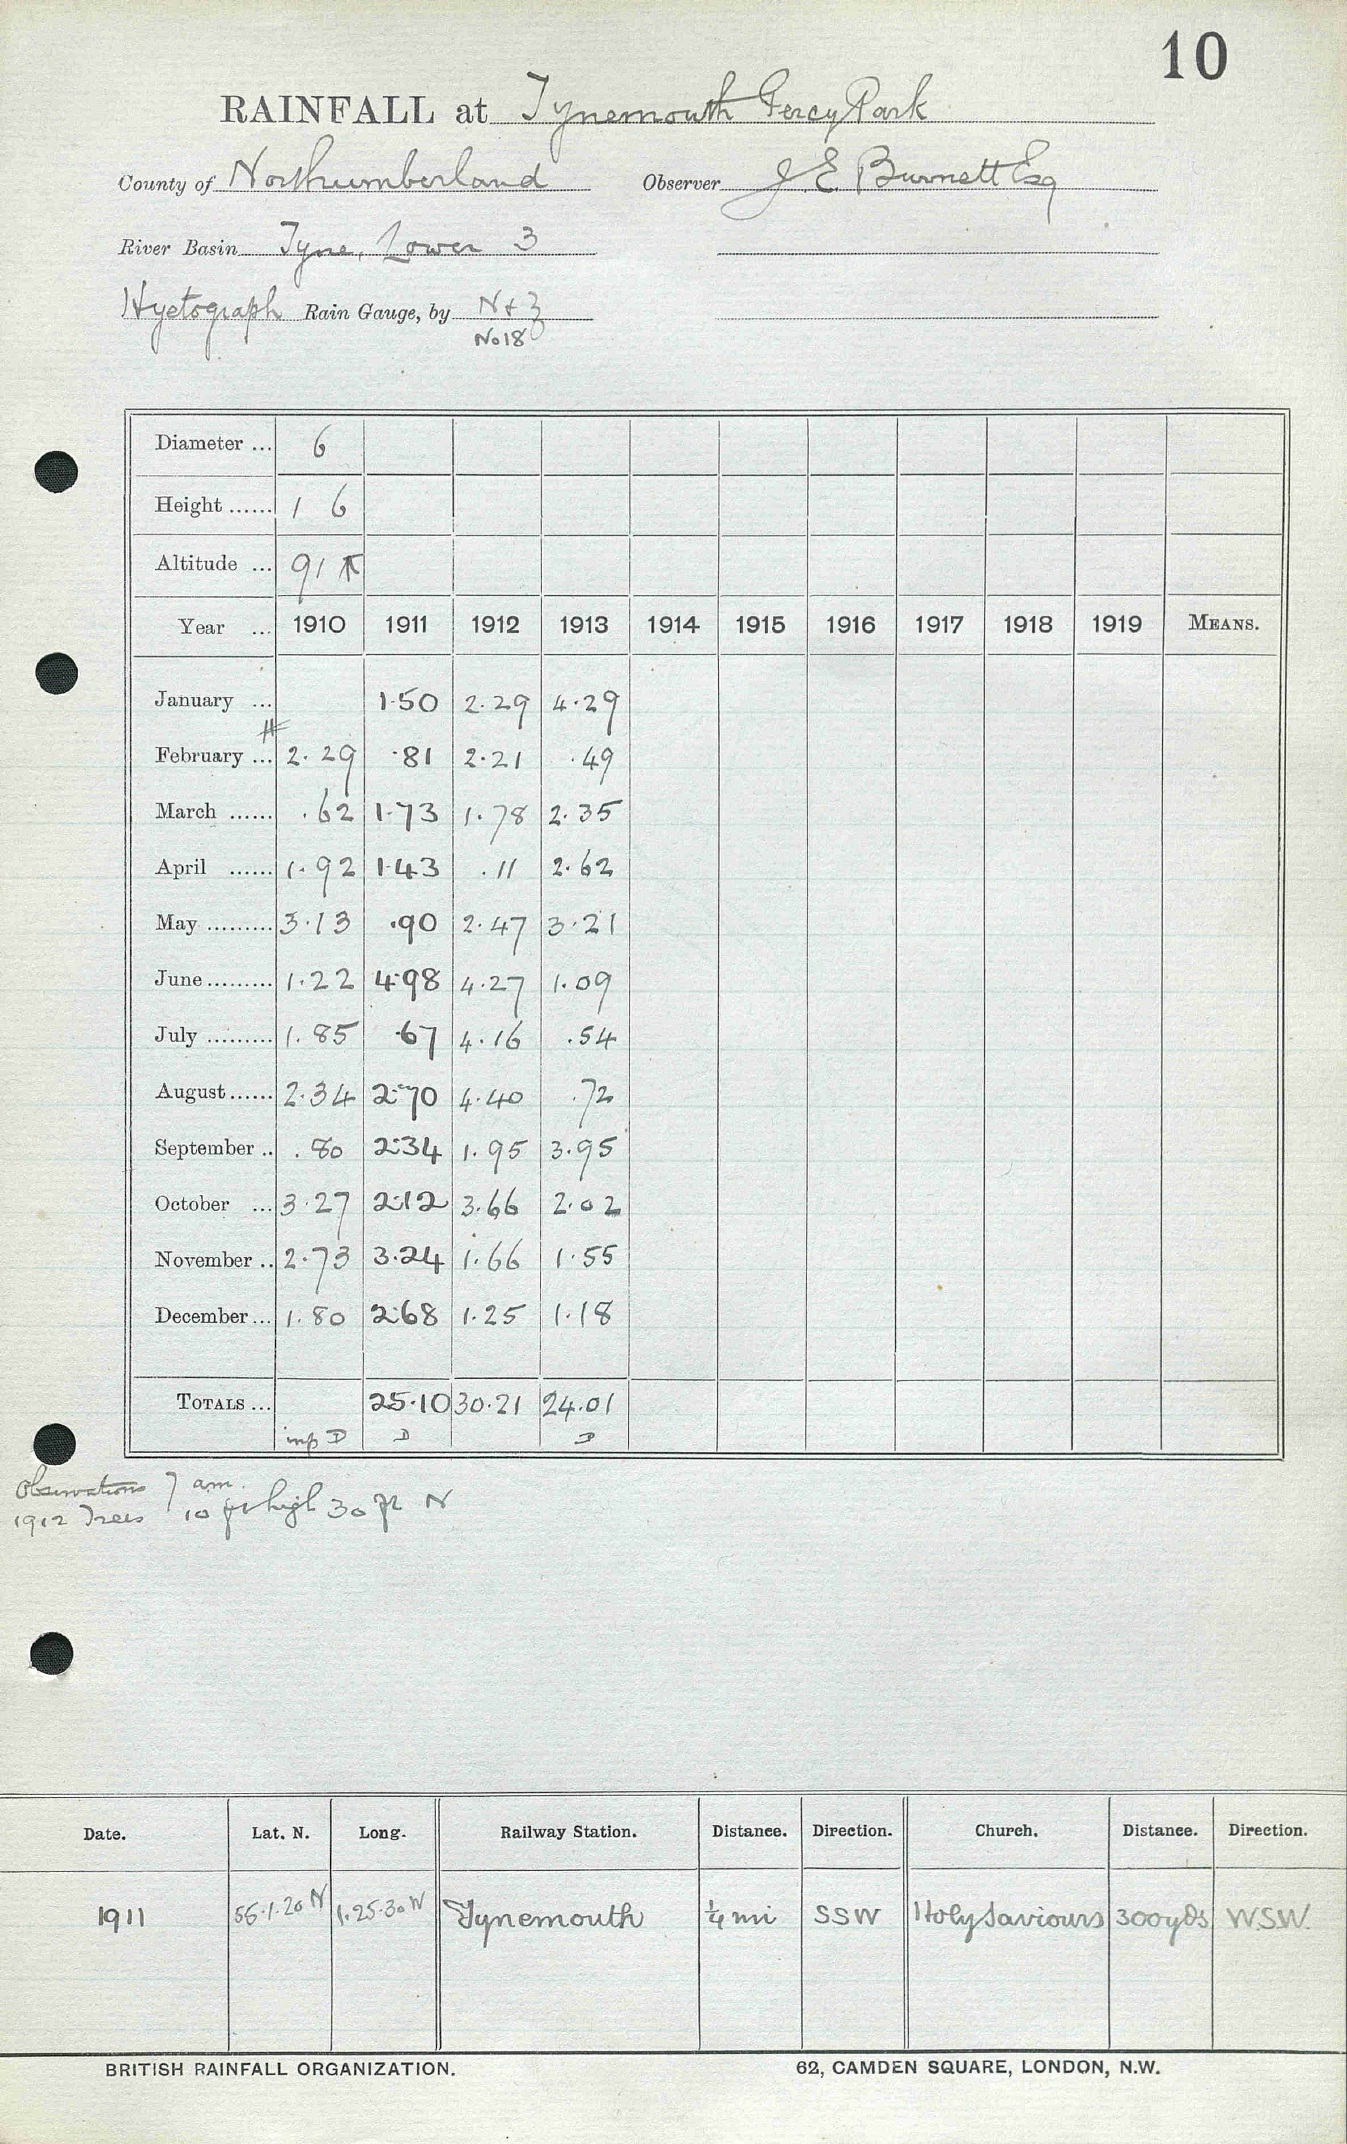 10
RAINFALL at Tynemouth Percy Park
County of Northumberland Observer J E Burnett Esq
River Basin Tyne, Lower 3
Hyetograph Rain Gauge, by N & Z
No 18
Diameter ... 6
Height ...... 1 6
Altitude ... 91 ft
Year ... 1910 1911 1912 1913 1914 1915 1916 1917 1918 1919 MEANS.
January ... 1.50 2.29 4.29
#
February ... 2.29 .81 2.21 .49
March ...... .62 1.73 1.78 2.35
April ...... 1.92 1.43 .11 2.62
May ......... 3.13 .90 2.47 3.21
June ......... 1.22 4.98 4.27 1.09
July ......... 1.85 .67 4.16 .54
August ...... 2.34 2.70 4.40 .72
September .. .80 2.34 1.95 3.95
October ... 3.27 2.12 3.66 2.02
November .. 2.73 3.24 1.66 1.55
December ... 1.80 2.68 1.25 1.18
TOTALS ... 25.10 30.21 24.01
imp D D D
Observations 7 am.
1912 Trees 10 ft high 30 ft N
Date. Lat. N. Long. Railway Station. Distance. Direction. Church. Distance. Direction.
1911 55.1.20 N 1.25.30 W Tynemouth ¼ mi SSW Holy Saviours 300 yds W.S.W.
BRITISH RAINFALL ORGANIZATION. 62, CAMDEN SQUARE, LONDON, N.W.